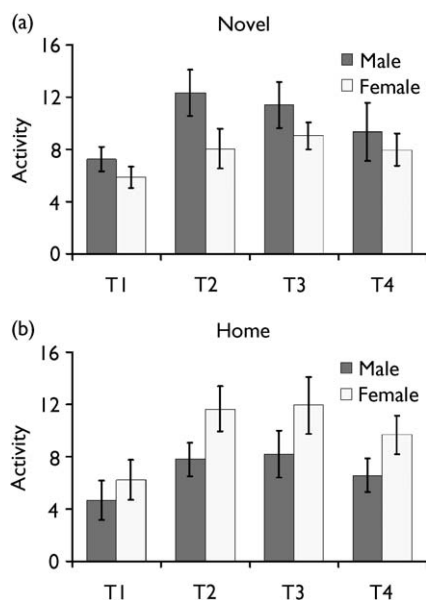 (a) Novel
16
12
8
4
0
Activity
Male
Female
T1 T2 T3 T4
(b) Home
16
12
8
4
0
Activity
Male
Female
T1 T2 T3 T4